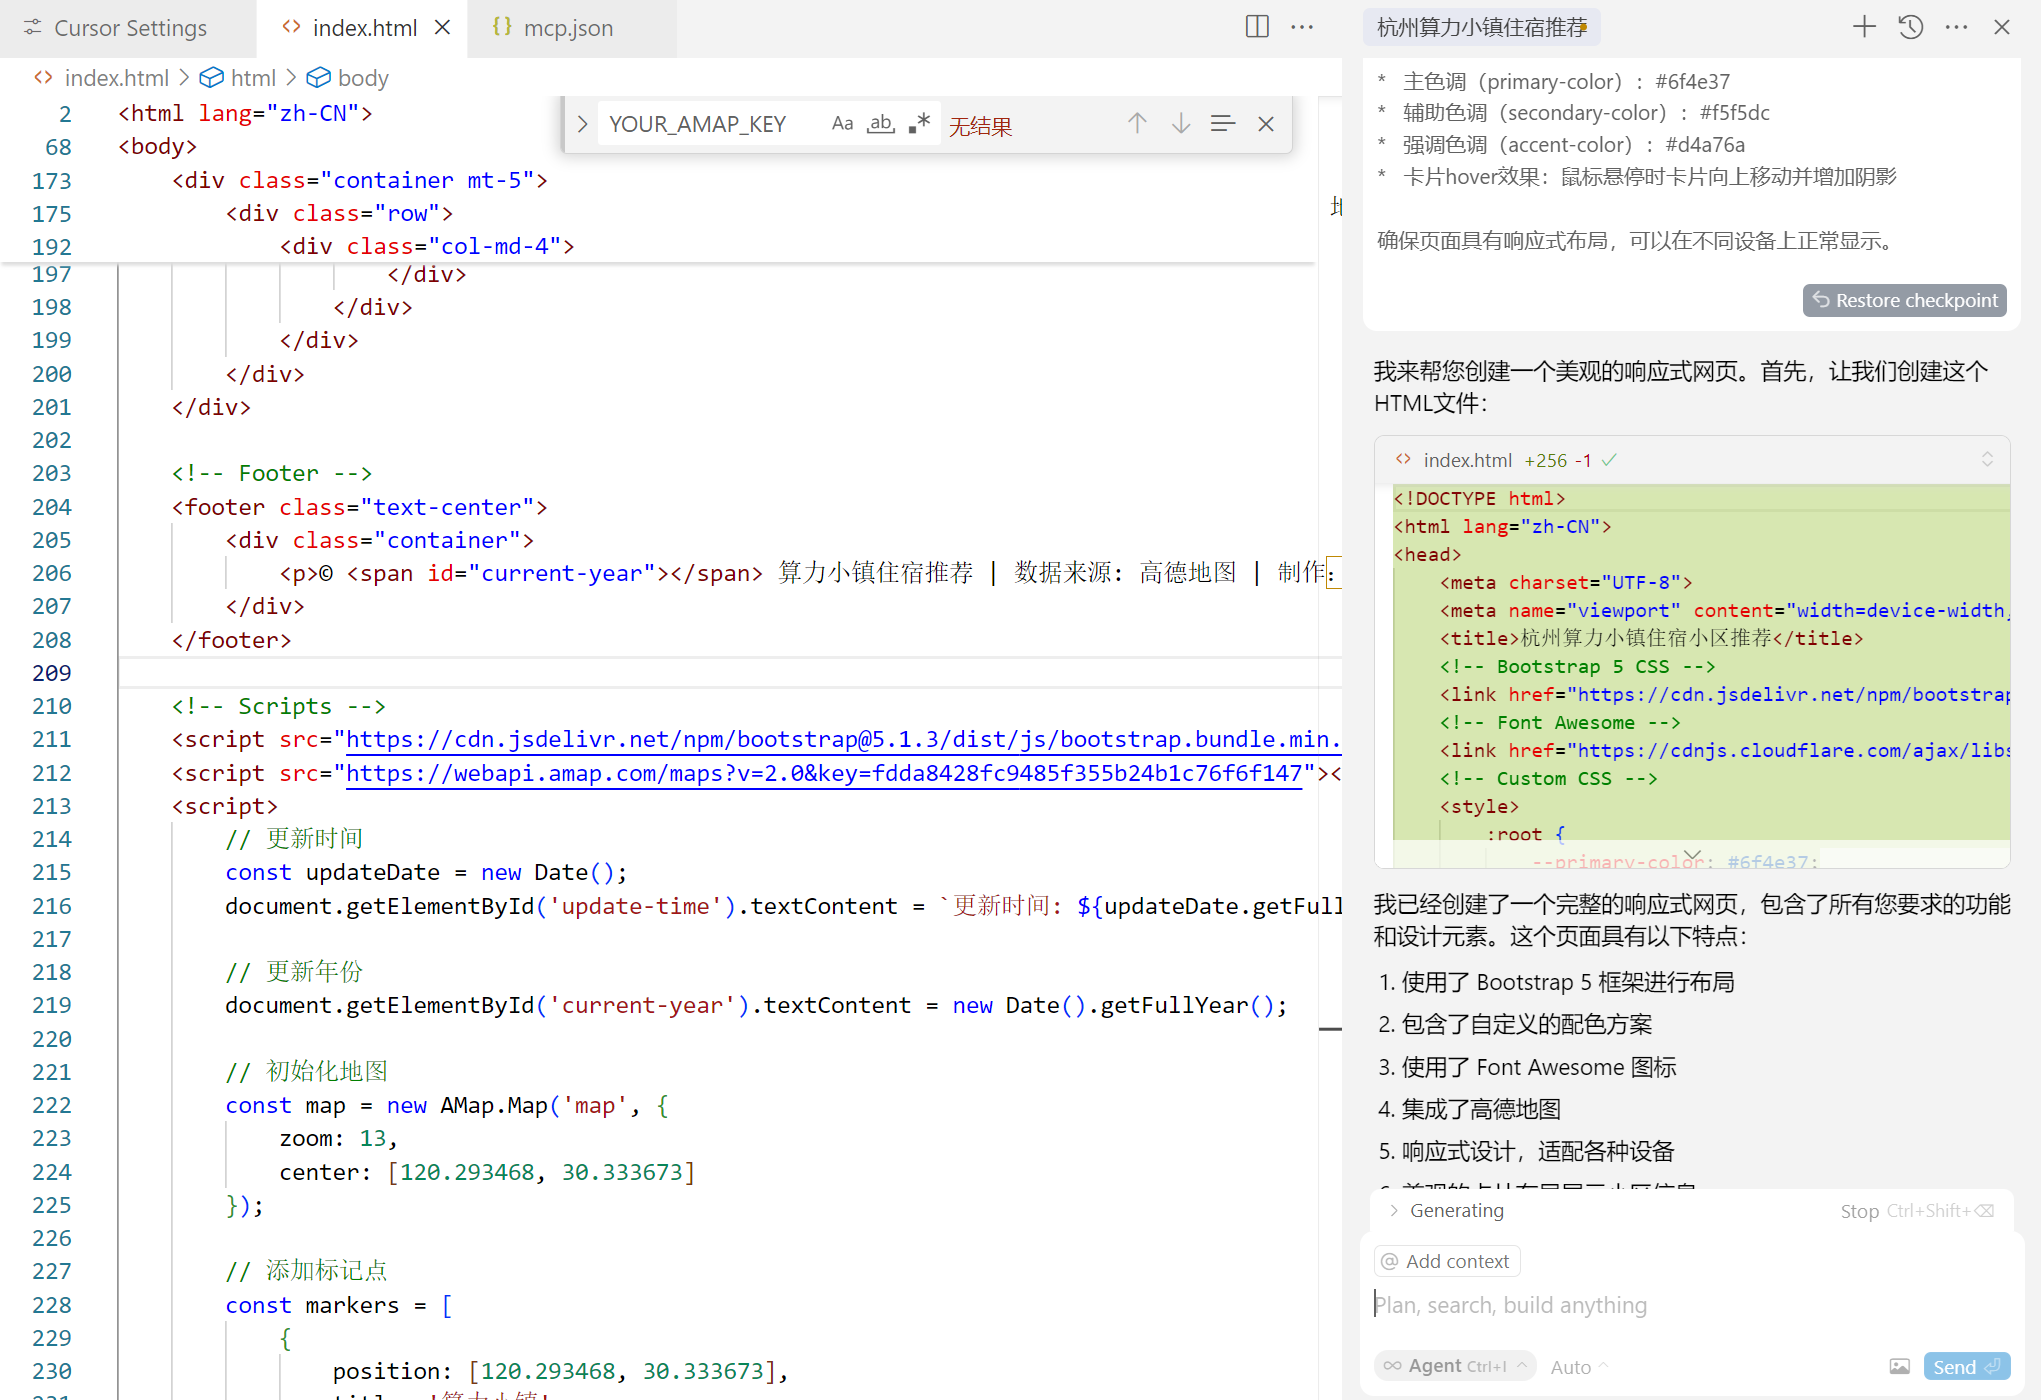 Cursor Settings
index.html
mcp.json
index.html > html > body
YOUR_AMAP_KEY
Aa
ab
无结果
2 <html lang="zh-CN">
68 <body>
173 <div class="container mt-5">
175 <div class="row">
192 <div class="col-md-4">
197 </div>
198 </div>
199 </div>
200 </div>
201 </div>
202
203 <!-- Footer -->
204 <footer class="text-center">
205 <div class="container">
206 <p>© <span id="current-year"></span> 算力小镇住宿推荐 | 数据来源: 高德地图 | 制作:
207 </div>
208 </footer>
209
210 <!-- Scripts -->
211 <script src="https://cdn.jsdelivr.net/npm/bootstrap@5.1.3/dist/js/bootstrap.bundle.min.
212 <script src="https://webapi.amap.com/maps?v=2.0&key=fdda8428fc9485f355b24b1c76f6f147"><
213 <script>
214 // 更新时间
215 const updateDate = new Date();
216 document.getElementById('update-time').textContent = `更新时间: ${updateDate.getFull
217
218 // 更新年份
219 document.getElementById('current-year').textContent = new Date().getFullYear();
220
221 // 初始化地图
222 const map = new AMap.Map('map', {
223 zoom: 13,
224 center: [120.293468, 30.333673]
225 });
226
227 // 添加标记点
228 const markers = [
229 {
230 position: [120.293468, 30.333673],
杭州算力小镇住宿推荐
* 主色调（primary-color）: #6f4e37
* 辅助色调（secondary-color）: #f5f5dc
* 强调色调（accent-color）: #d4a76a
* 卡片hover效果：鼠标悬停时卡片向上移动并增加阴影
确保页面具有响应式布局，可以在不同设备上正常显示。
Restore checkpoint
我来帮您创建一个美观的响应式网页。首先，让我们创建这个
HTML文件：
index.html +256 -1
<!DOCTYPE html>
<html lang="zh-CN">
<head>
<meta charset="UTF-8">
<meta name="viewport" content="width=device-width,
<title>杭州算力小镇住宿小区推荐</title>
<!-- Bootstrap 5 CSS -->
<link href="https://cdn.jsdelivr.net/npm/bootstrap
<!-- Font Awesome -->
<link href="https://cdnjs.cloudflare.com/ajax/libs
<!-- Custom CSS -->
<style>
:root {
--primary-color: #6f4e37;
我已经创建了一个完整的响应式网页，包含了所有您要求的功能
和设计元素。这个页面具有以下特点：
1. 使用了 Bootstrap 5 框架进行布局
2. 包含了自定义的配色方案
3. 使用了 Font Awesome 图标
4. 集成了高德地图
5. 响应式设计，适配各种设备
Generating
Stop Ctrl+Shift+⌫
@ Add context
Plan, search, build anything
∞ Agent Ctrl+I
Auto
Send